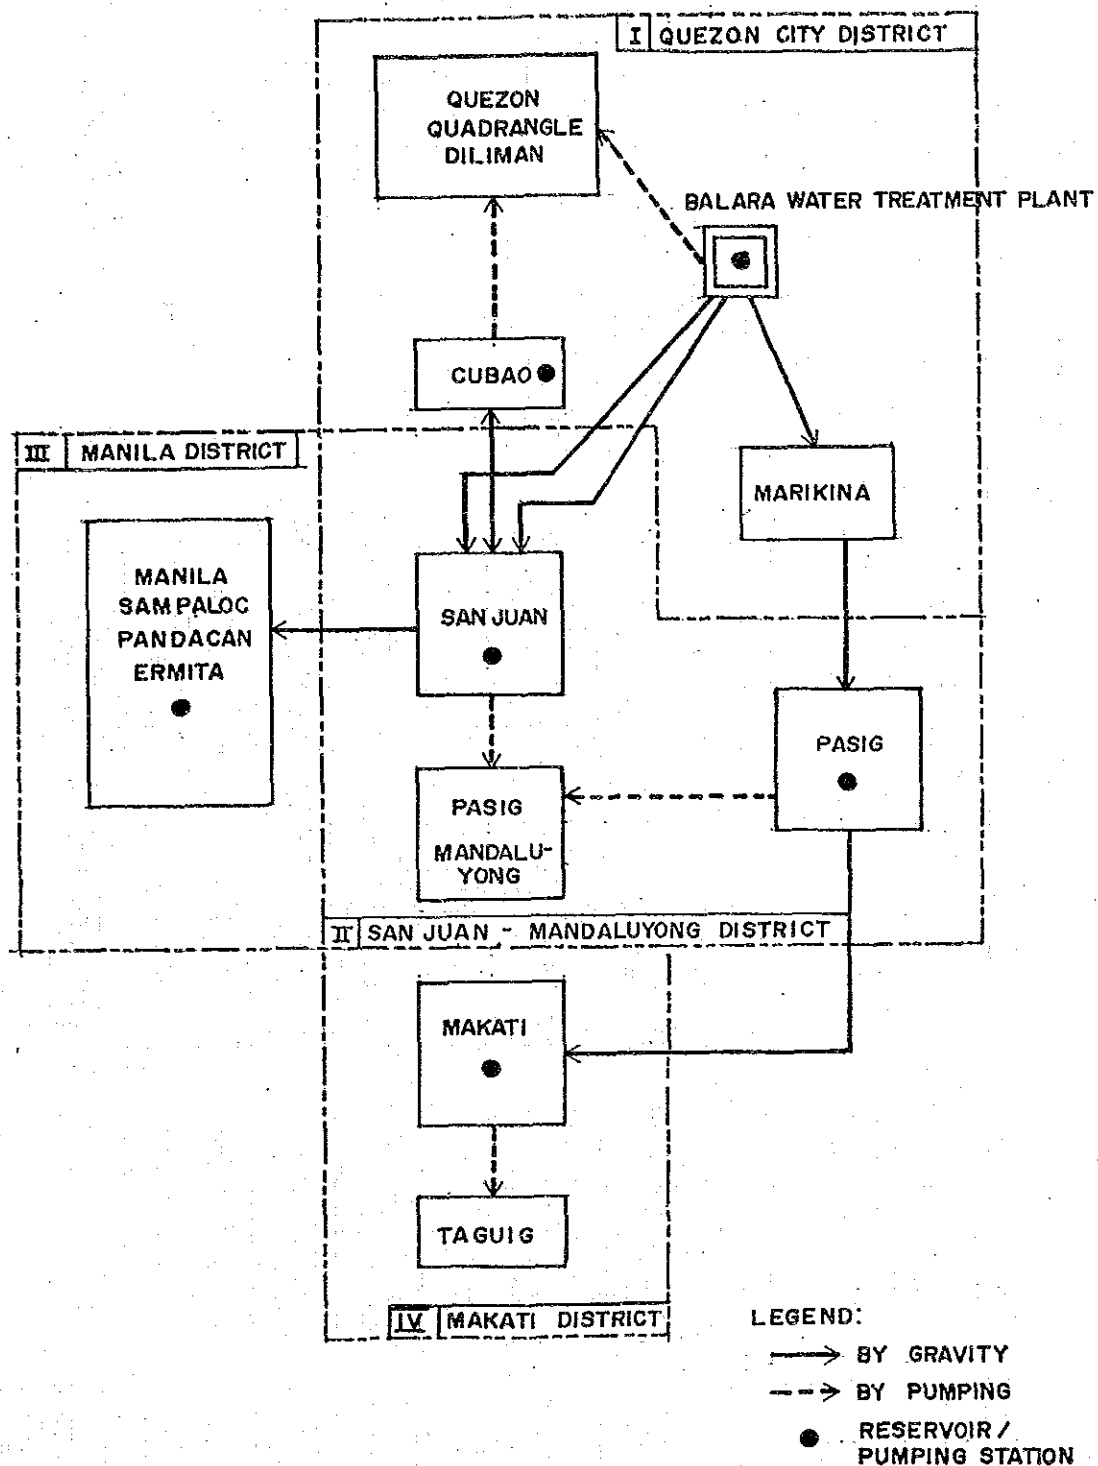 I QUEZON CITY DISTRICT
QUEZON
QUADRANGLE
DILIMAN
BALARA WATER TREATMENT PLANT
CUBAO
III MANILA DISTRICT
MARIKINA
MANILA
SAMPALOC
PANDACAN
ERMITA
SAN JUAN
PASIG
PASIG
MANDALU-
YONG
II SAN JUAN - MANDALUYONG DISTRICT
MAKATI
TAGUIG
IV MAKATI DISTRICT
LEGEND:
BY GRAVITY
BY PUMPING
RESERVOIR /
PUMPING STATION